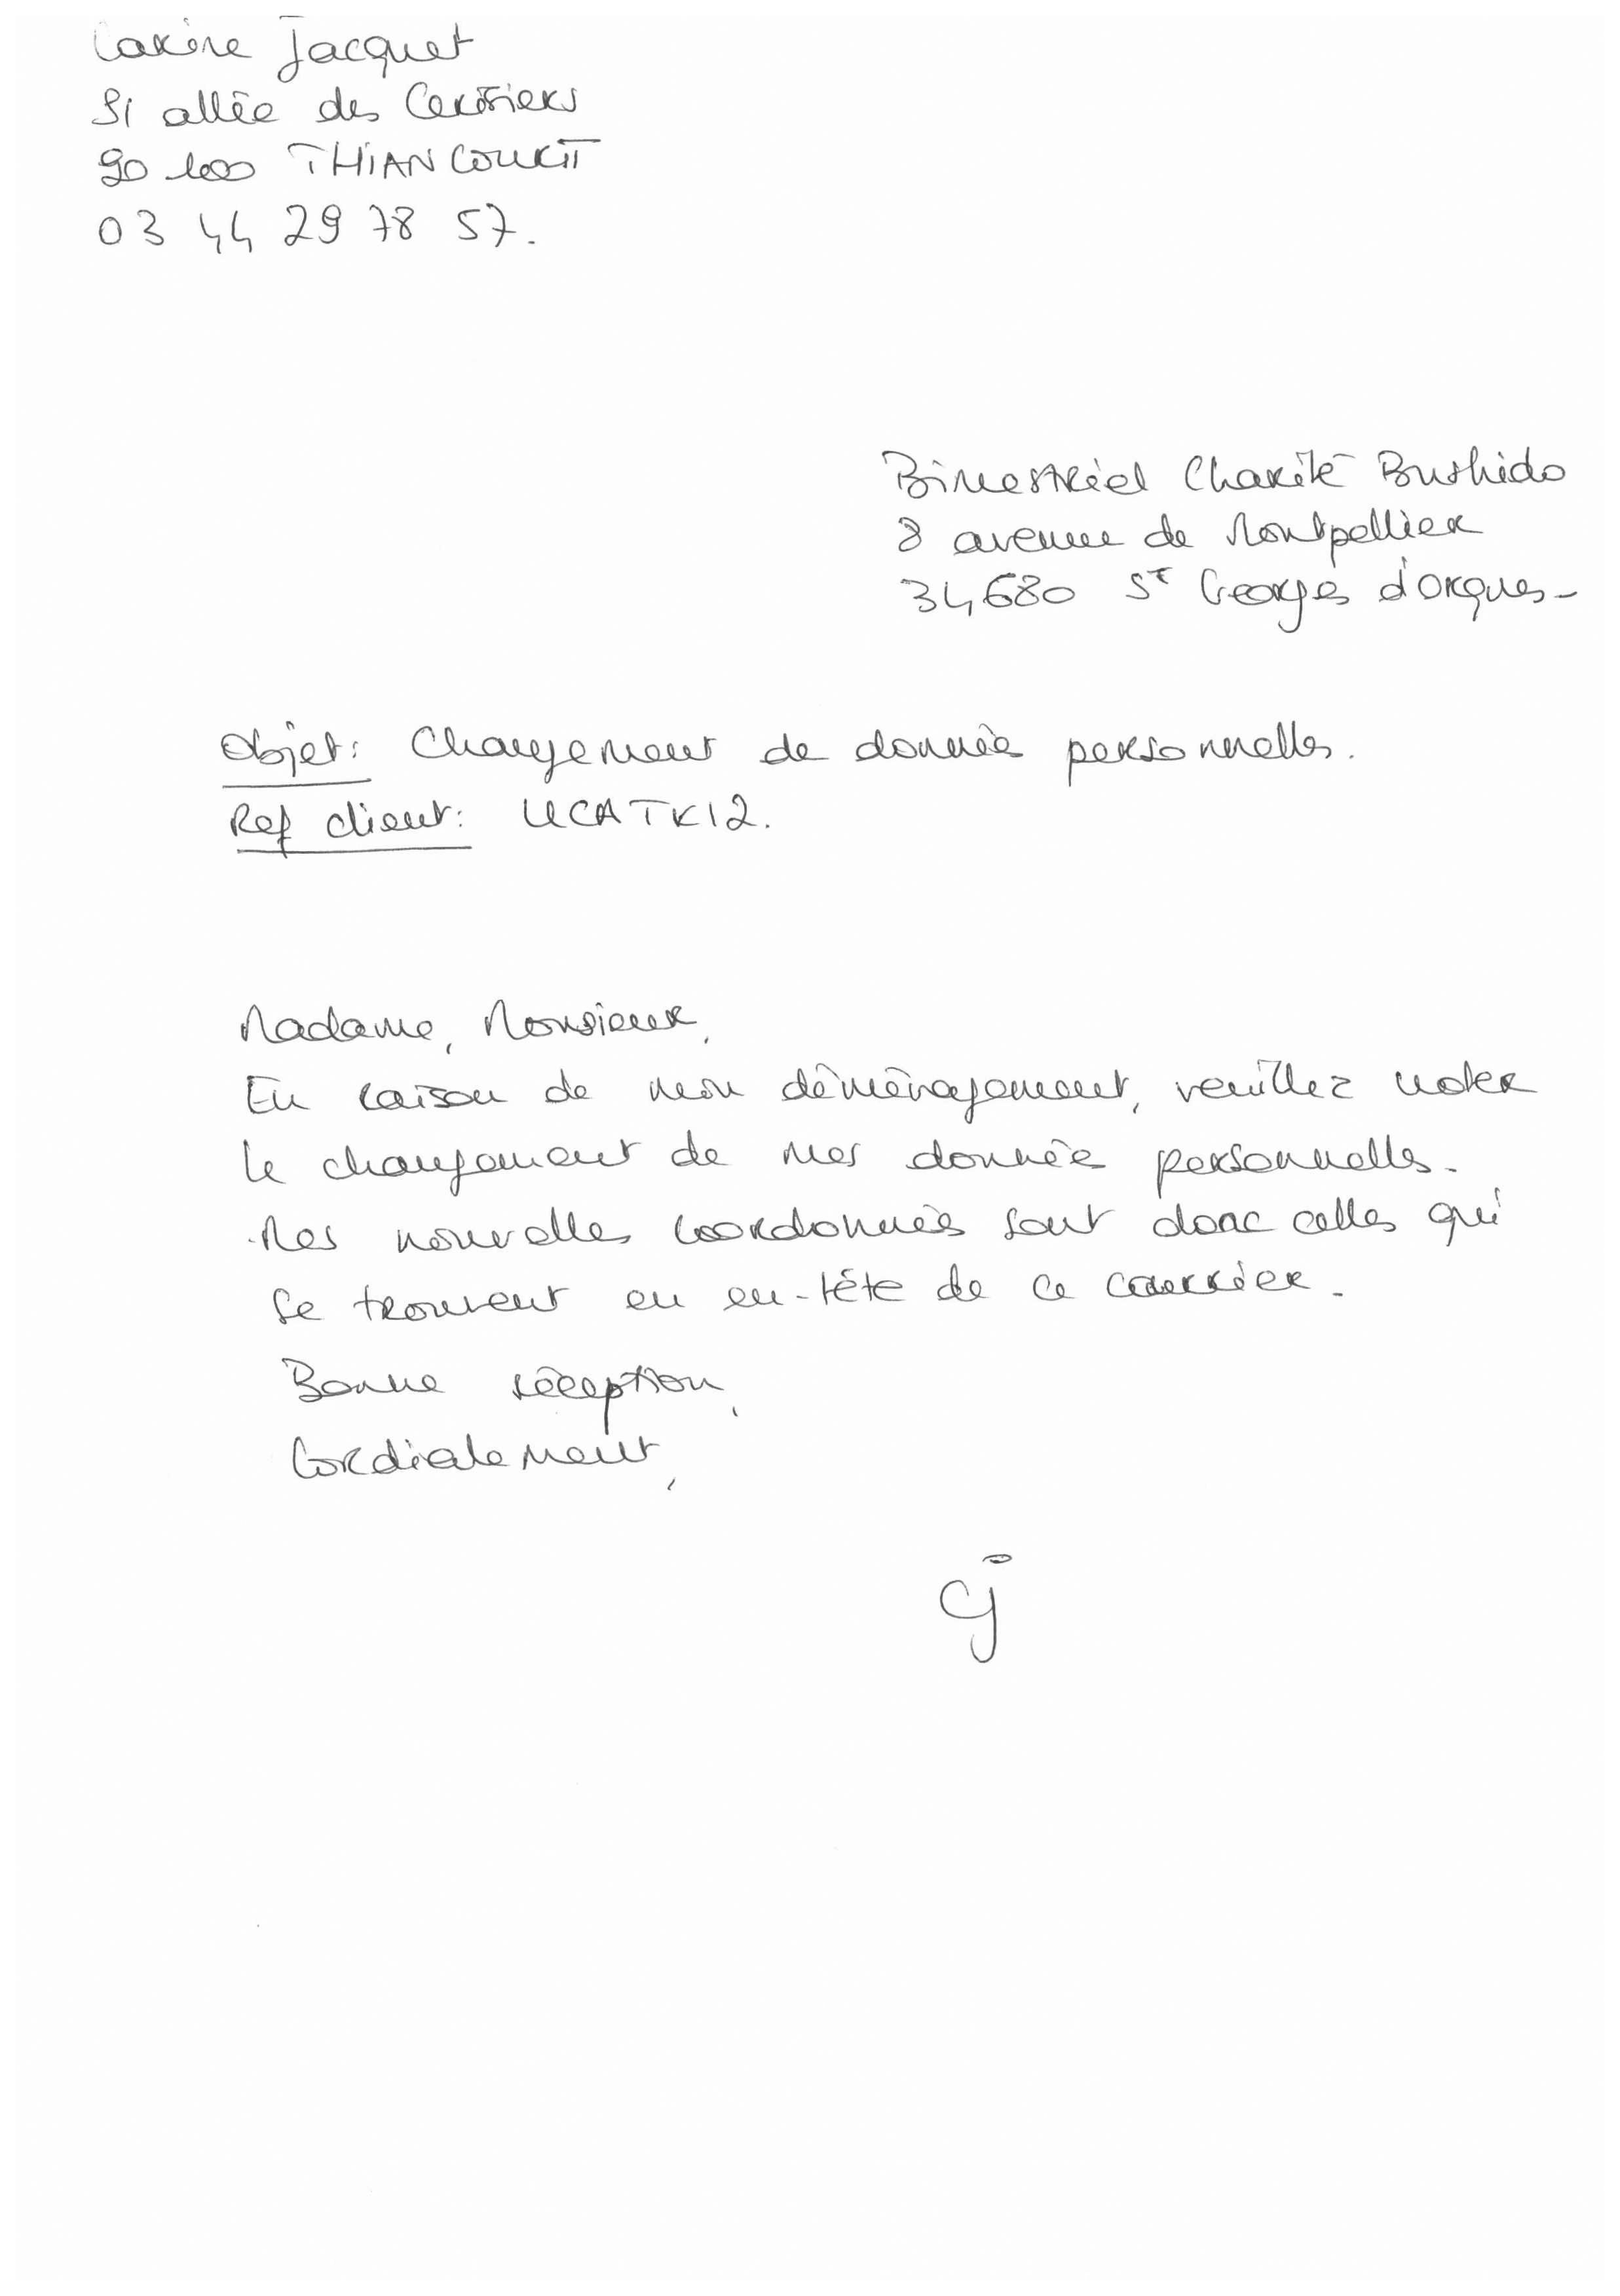 Carine Jacquet
51 allée des Cerisiers
90 100 THIANCOURT
03 44 29 78 57.
Bimestriel Charité Bushido
8 avenue de Montpellier
34680 St Georges d'Orques
Objet: Changement de données personnelles.
Ref client: UCATK12.
Madame, Monsieur,
En raison de mon déménagement, veuillez noter
le changement de mes données personnelles.
Mes nouvelles coordonnées sont donc celles qui
se trouvent en en-tête de ce courrier.
Bonne réception,
Cordialement,
CJ